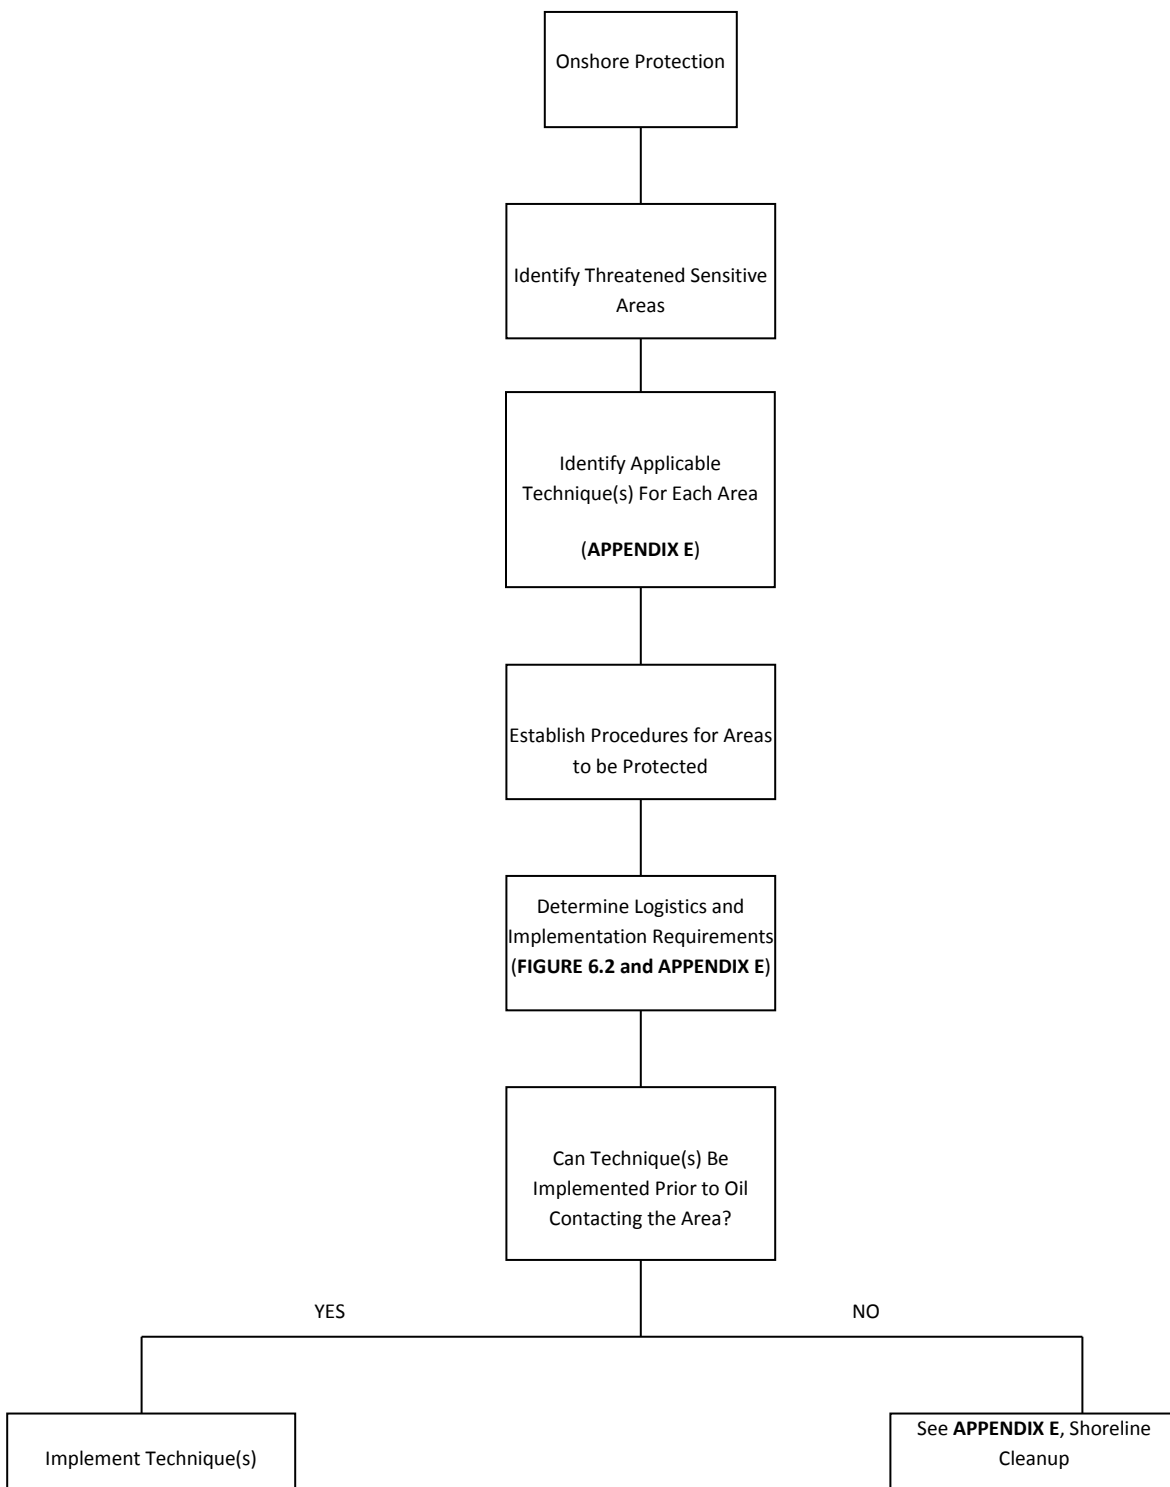 Onshore Protection
Identify Threatened Sensitive
Areas
Identify Applicable
Technique(s) For Each Area
(APPENDIX E)
Establish Procedures for Areas
to be Protected
Determine Logistics and
Implementation Requirements
(FIGURE 6.2 and APPENDIX E)
Can Technique(s) Be
Implemented Prior to Oil
Contacting the Area?
YES
NO
Implement Technique(s)
See APPENDIX E, Shoreline
Cleanup